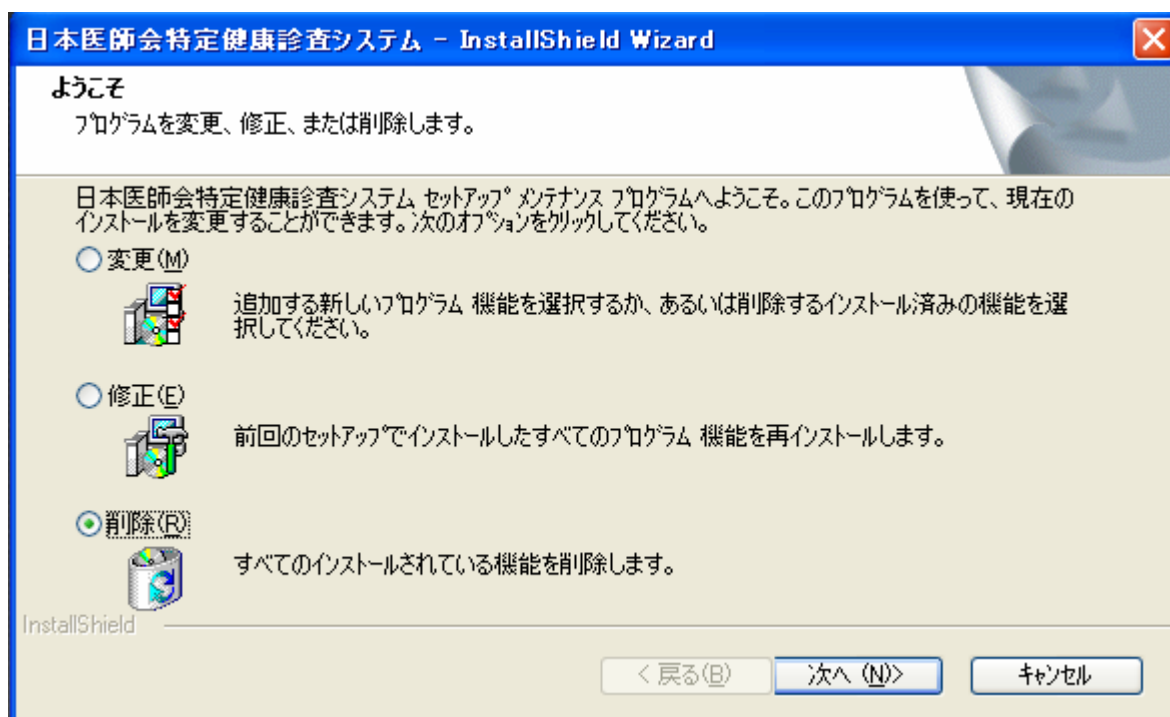 日本医師会特定健康診査システム - InstallShield Wizard
ようこそ
プログラムを変更、修正、または削除します。
日本医師会特定健康診査システム セットアップ メンテナンス プログラムへようこそ。このプログラムを使って、現在の
インストールを変更することができます。次のオプションをクリックしてください。
変更(M)
追加する新しいプログラム 機能を選択するか、あるいは削除するインストール済みの機能を選
択してください。
修正(E)
前回のセットアップでインストールしたすべてのプログラム 機能を再インストールします。
削除(R)
すべてのインストールされている機能を削除します。
InstallShield
< 戻る(B)
次へ (N)>
キャンセル